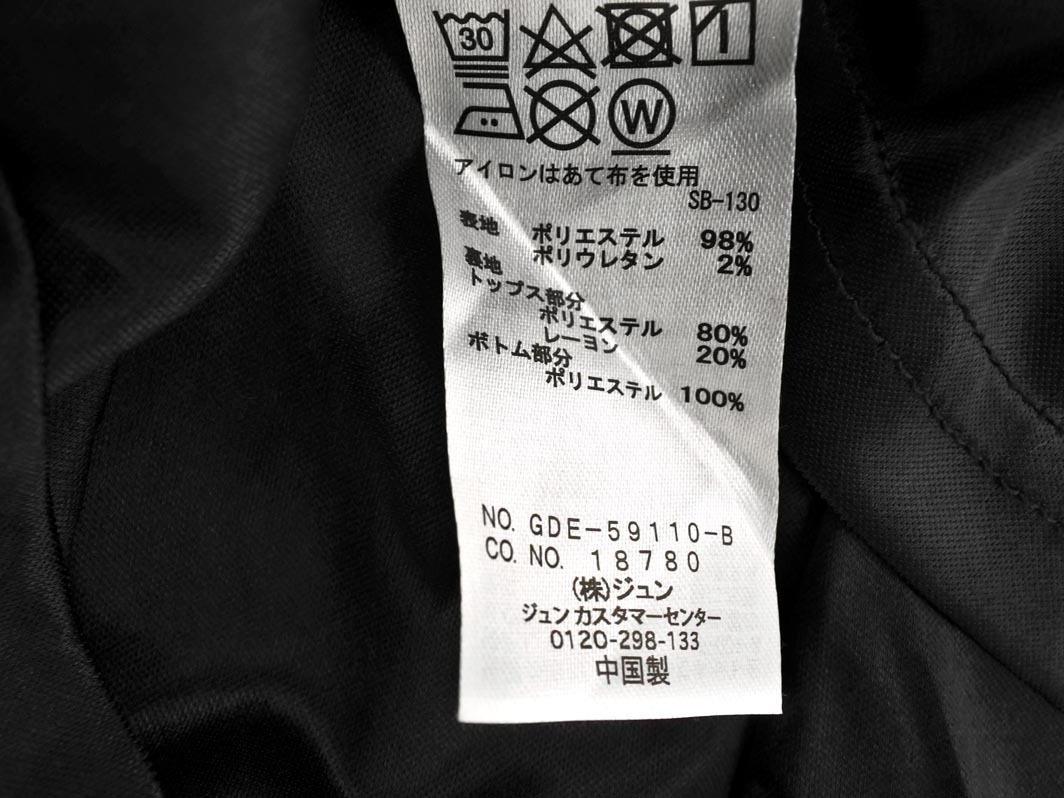 30
W
アイロンはあて布を使用
SB-130
表地 ポリエステル 98%
ポリウレタン 2%
裏地
トップス部分
ポリエステル 80%
レーヨン 20%
ボトム部分
ポリエステル 100%
NO. GDE-59110-B
CO. NO. 18780
(株)ジュン
ジュンカスタマーセンター
0120-298-133
中国製